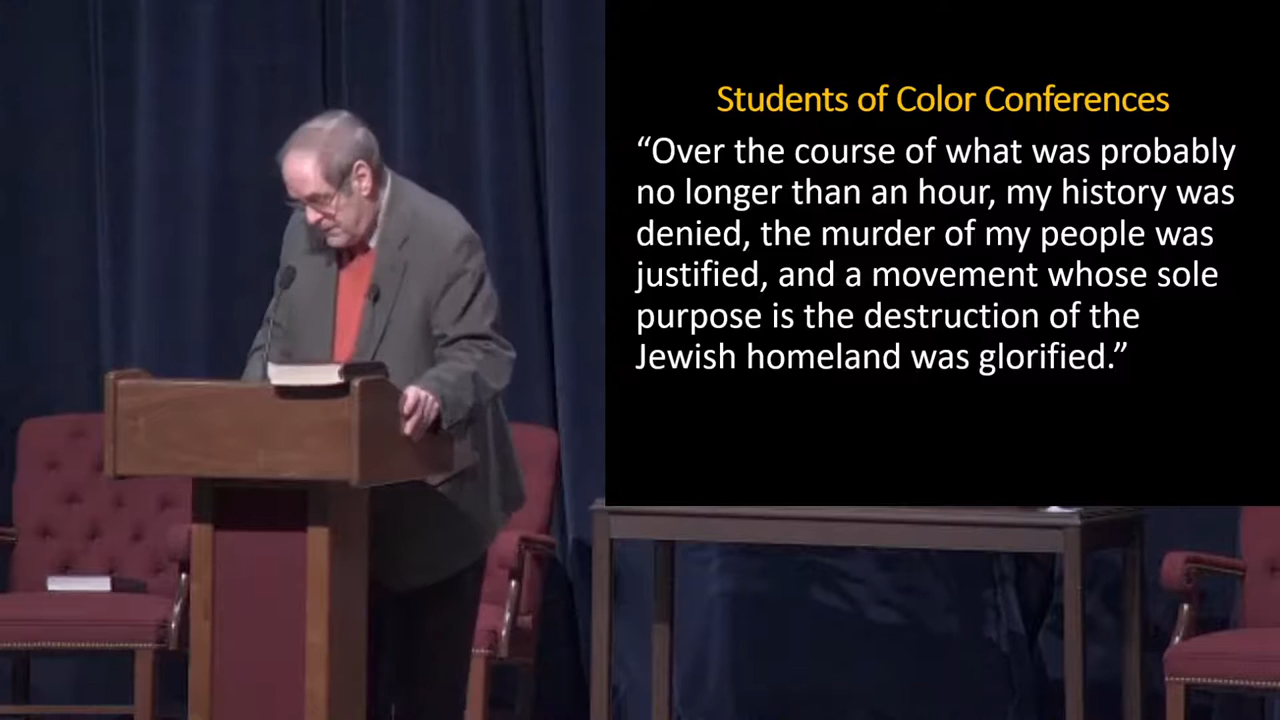 Students of Color Conferences
“Over the course of what was probably
no longer than an hour, my history was
denied, the murder of my people was
justified, and a movement whose sole
purpose is the destruction of the
Jewish homeland was glorified.”